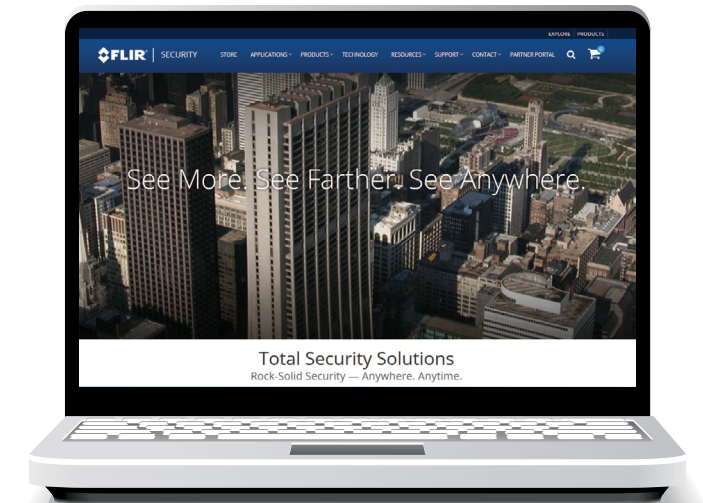 EXPLORE PRODUCTS
FLIR SECURITY STORE APPLICATIONS PRODUCTS TECHNOLOGY RESOURCES SUPPORT CONTACT PARTNER PORTAL 0
See More. See Farther. See Anywhere.
Total Security Solutions
Rock-Solid Security — Anywhere. Anytime.